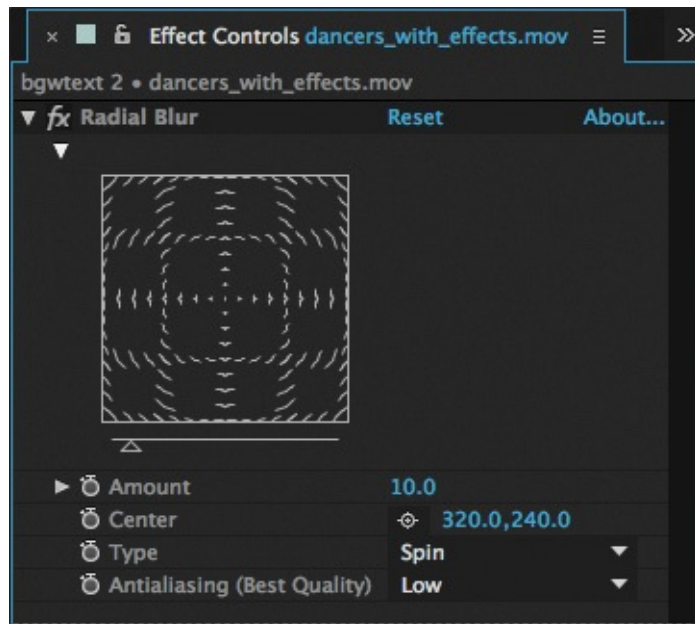 Effect Controls dancers_with_effects.mov
bgwtext 2 • dancers_with_effects.mov
fx Radial Blur Reset About...
Amount 10.0
Center 320.0,240.0
Type Spin
Antialiasing (Best Quality) Low